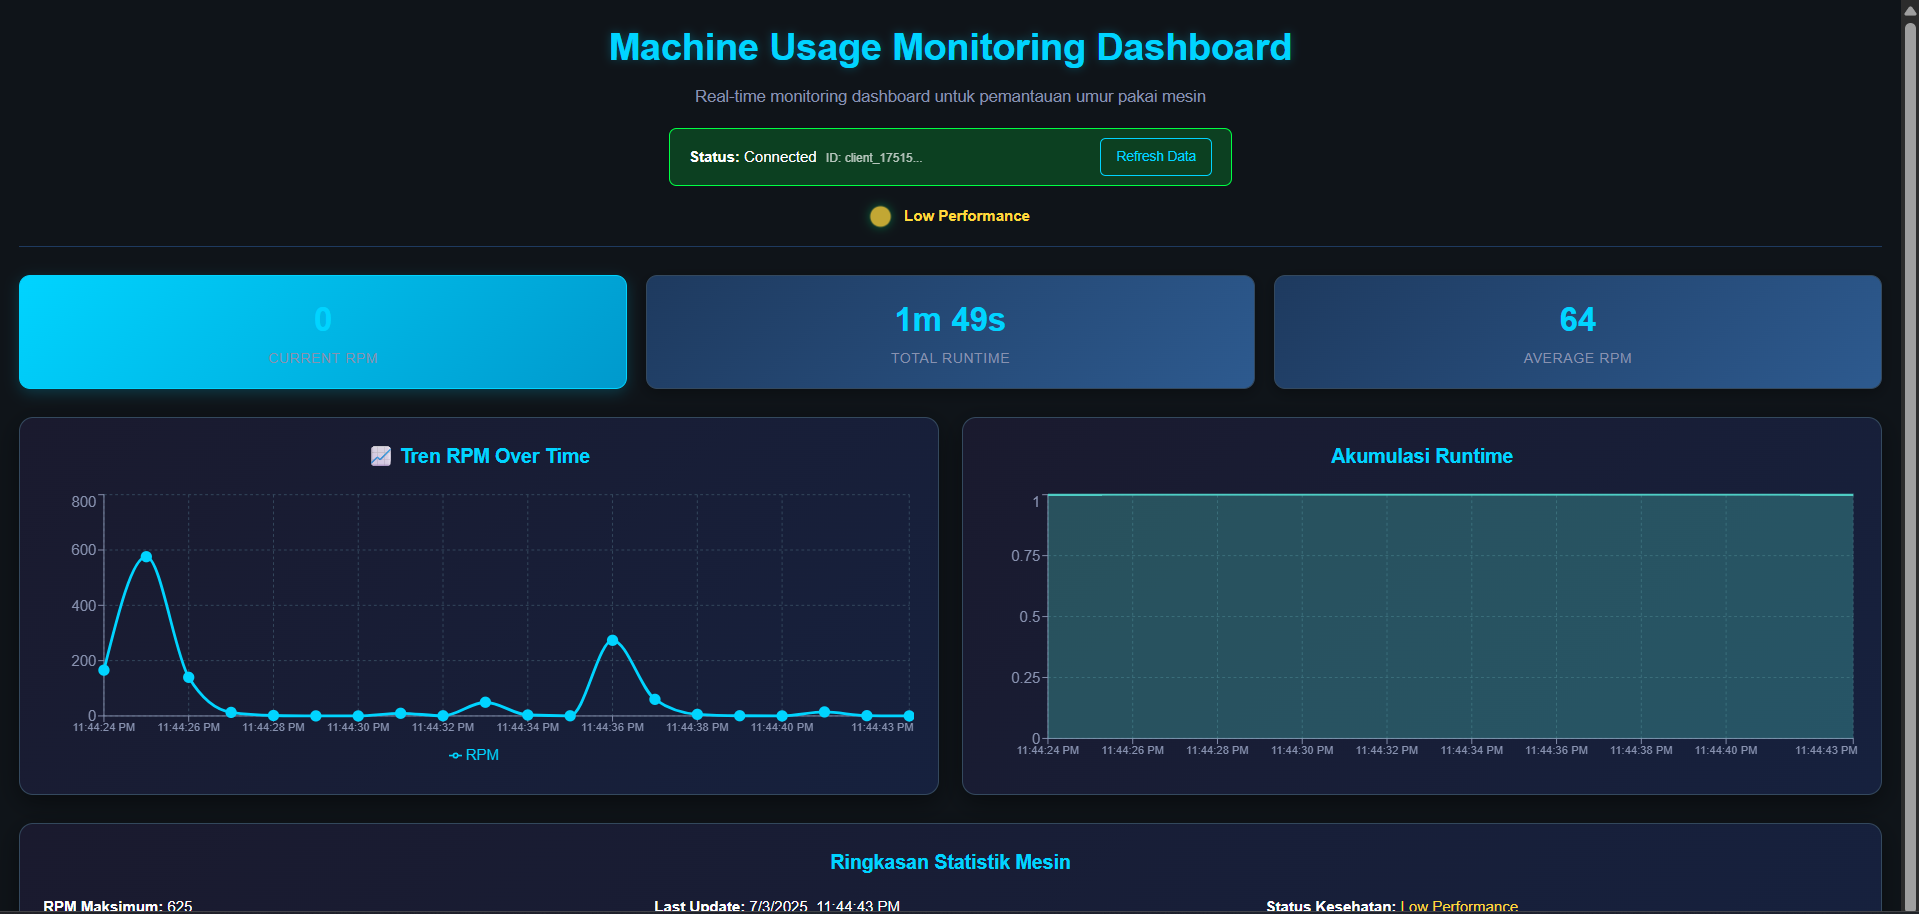 Machine Usage Monitoring Dashboard
Real-time monitoring dashboard untuk pemantauan umur pakai mesin
Status: Connected ID: client_17515...
Refresh Data
Low Performance
0
CURRENT RPM
1m 49s
TOTAL RUNTIME
64
AVERAGE RPM
Tren RPM Over Time
800
600
400
200
0
11:44:24 PM 11:44:26 PM 11:44:28 PM 11:44:30 PM 11:44:32 PM 11:44:34 PM 11:44:36 PM 11:44:38 PM 11:44:40 PM 11:44:43 PM
RPM
Akumulasi Runtime
1
0.75
0.5
0.25
0
11:44:24 PM 11:44:26 PM 11:44:28 PM 11:44:30 PM 11:44:32 PM 11:44:34 PM 11:44:36 PM 11:44:38 PM 11:44:40 PM 11:44:43 PM
Ringkasan Statistik Mesin
RPM Maksimum: 625
Last Update: 7/3/2025, 11:44:43 PM
Status Kesehatan: Low Performance